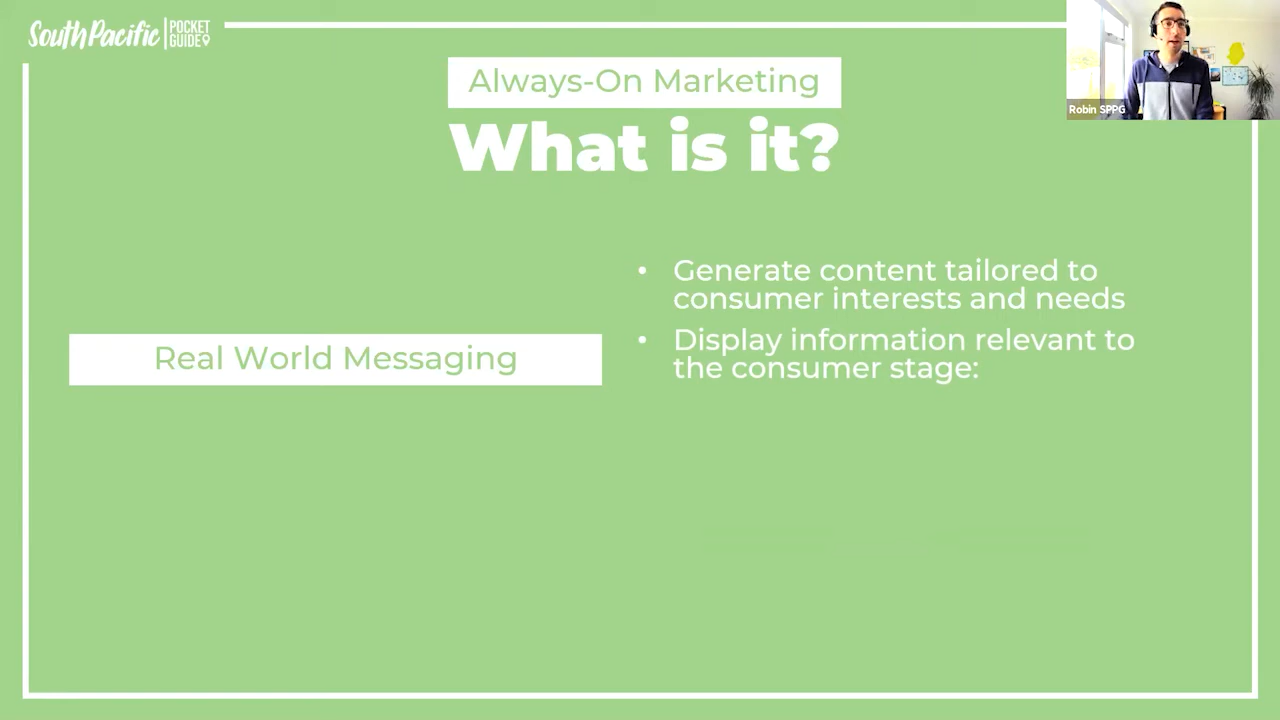 South Pacific POCKET
GUIDE
Always-On Marketing
What is it?
Robin SPPG
• Generate content tailored to
consumer interests and needs
• Display information relevant to
the consumer stage:
Real World Messaging